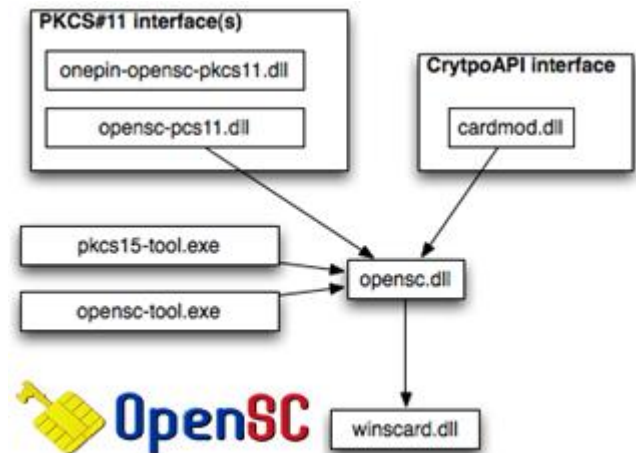 PKCS#11 interface(s)
onepin-opensc-pkcs11.dll
opensc-pcs11.dll
CrytpoAPI interface
cardmod.dll
pkcs15-tool.exe
opensc.dll
opensc-tool.exe
OpenSC
winscard.dll